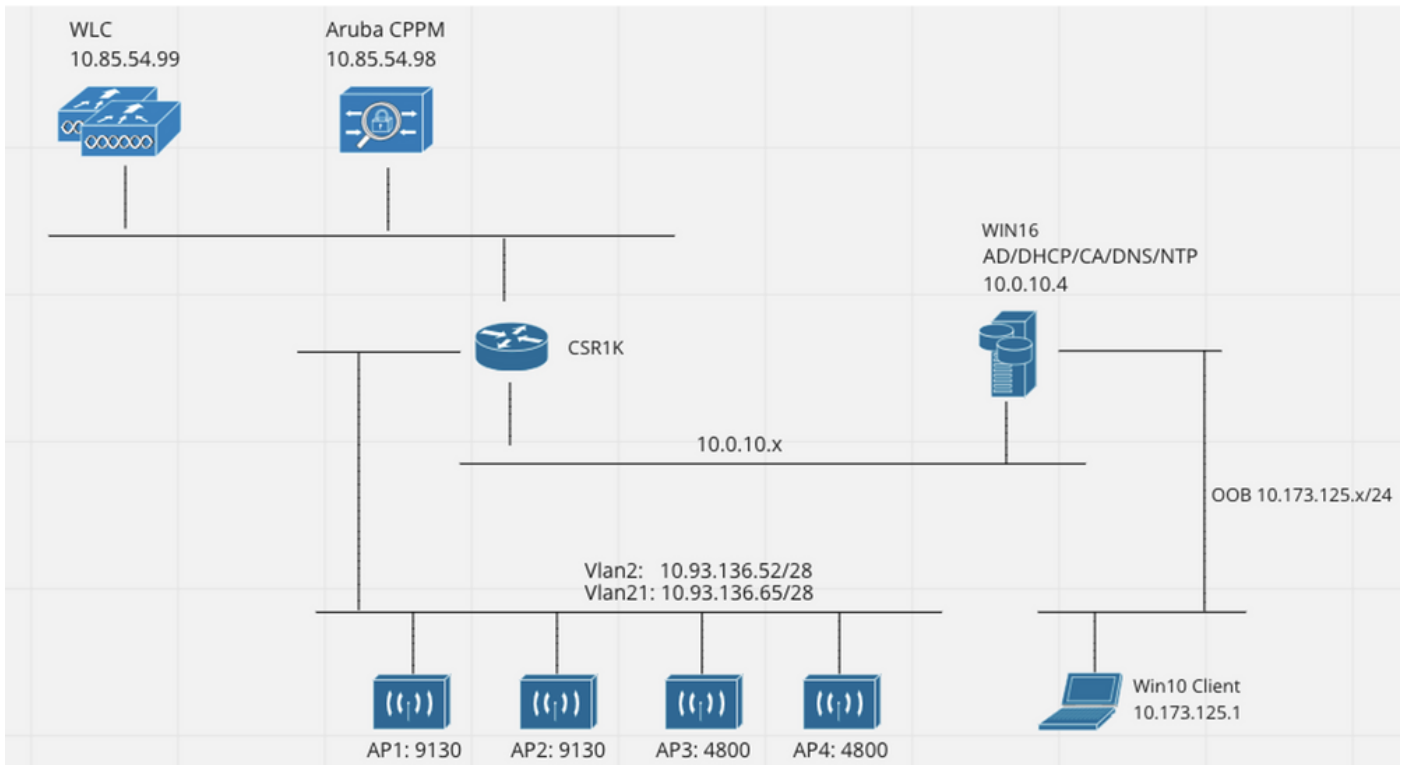 WLC
10.85.54.99
Aruba CPPM
10.85.54.98
WIN16
AD/DHCP/CA/DNS/NTP
10.0.10.4
CSR1K
10.0.10.x
OOB 10.173.125.x/24
Vlan2: 10.93.136.52/28
Vlan21: 10.93.136.65/28
Win10 Client
10.173.125.1
AP1: 9130
AP2: 9130
AP3: 4800
AP4: 4800